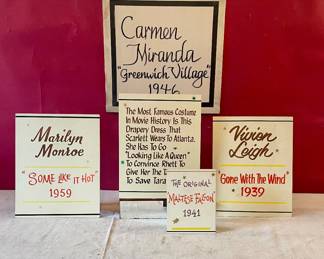 Carmen
Miranda
"Greenwich Village"
1946
The Most Famous Costume
In Movie History Is This
Drapery Dress That
Scarlett Wears To Atlanta.
She Has To Go
"Looking Like A Queen"
To Convince Rhett To
Give Her The
To Save Tara
Marilyn
Monroe
"Some Like It Hot"
1959
Vivien
Leigh
"Gone With The Wind"
1939
The Original
"Maltese Falcon"
1941